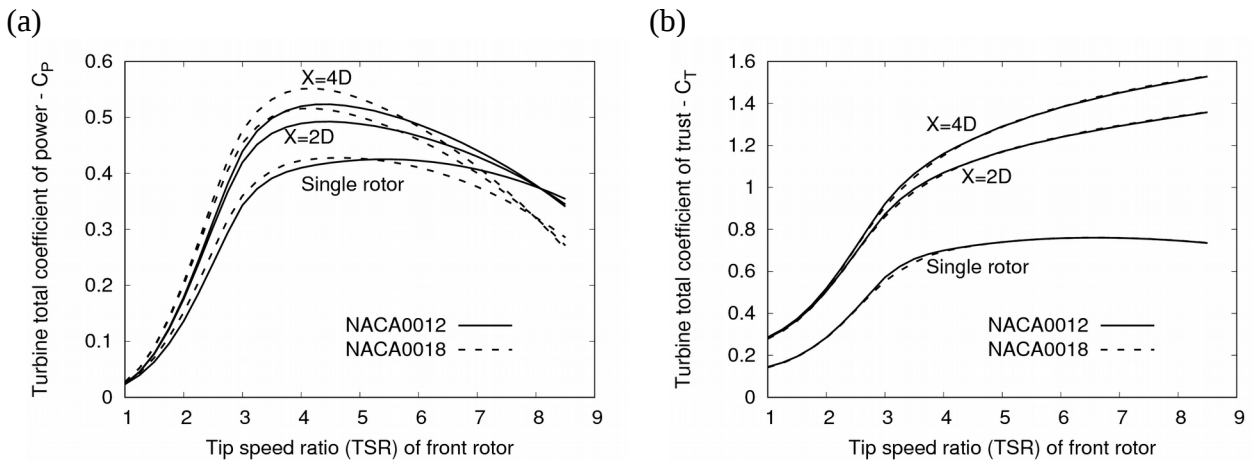 (a)
Turbine total coefficient of power - CP
0.6
0.5
0.4
0.3
0.2
0.1
0
X=4D
X=2D
Single rotor
NACA0012
NACA0018
1 2 3 4 5 6 7 8 9
Tip speed ratio (TSR) of front rotor
(b)
Turbine total coefficient of trust - CT
1.6
1.4
1.2
1
0.8
0.6
0.4
0.2
0
X=4D
X=2D
Single rotor
NACA0012
NACA0018
1 2 3 4 5 6 7 8 9
Tip speed ratio (TSR) of front rotor